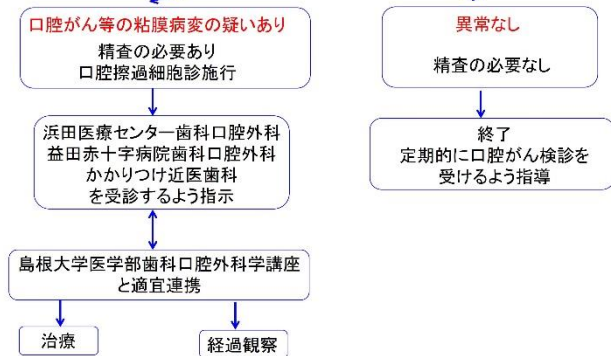 口腔がん等の粘膜病変の疑いあり
精査の必要あり
口腔擦過細胞診施行
異常なし
精査の必要なし
浜田医療センター歯科口腔外科
益田赤十字病院歯科口腔外科
かかりつけ近医歯科
を受診するよう指示
終了
定期的に口腔がん検診を
受けるよう指導
島根大学医学部歯科口腔外科学講座
と適宜連携
治療
経過観察